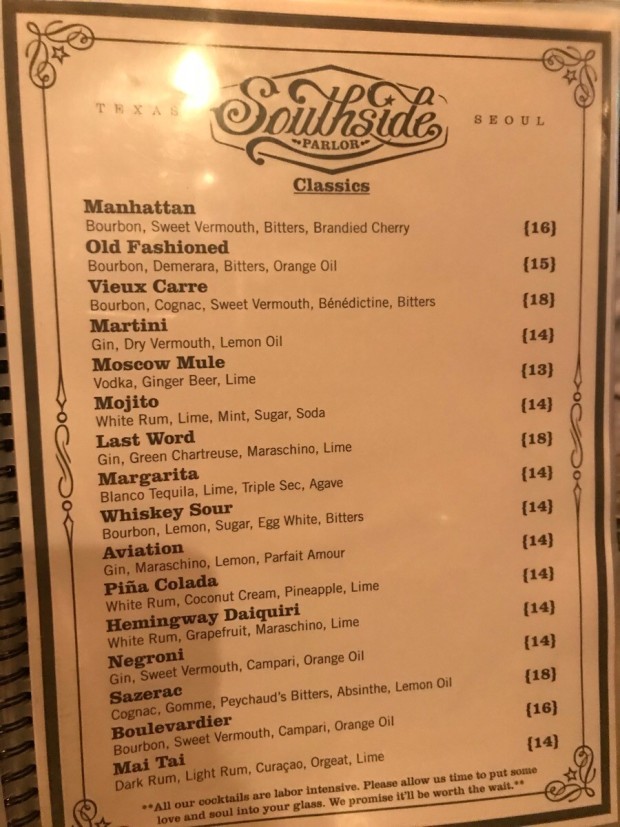 TEXAS
Southside
SEOUL
PARLOR
Classics
Manhattan
Bourbon, Sweet Vermouth, Bitters, Brandied Cherry {16}
Old Fashioned
Bourbon, Demerara, Bitters, Orange Oil {15}
Vieux Carre
Bourbon, Cognac, Sweet Vermouth, Bénédictine, Bitters {18}
Martini
Gin, Dry Vermouth, Lemon Oil {14}
Moscow Mule
Vodka, Ginger Beer, Lime {13}
Mojito
White Rum, Lime, Mint, Sugar, Soda {14}
Last Word
Gin, Green Chartreuse, Maraschino, Lime {18}
Margarita
Blanco Tequila, Lime, Triple Sec, Agave {14}
Whiskey Sour
Bourbon, Lemon, Sugar, Egg White, Bitters {14}
Aviation
Gin, Maraschino, Lemon, Parfait Amour {14}
Piña Colada
White Rum, Coconut Cream, Pineapple, Lime {14}
Hemingway Daiquiri
White Rum, Grapefruit, Maraschino, Lime {14}
Negroni
Gin, Sweet Vermouth, Campari, Orange Oil {14}
Sazerac
Cognac, Gomme, Peychaud's Bitters, Absinthe, Lemon Oil {18}
Boulevardier
Bourbon, Sweet Vermouth, Campari, Orange Oil {16}
Mai Tai
Dark Rum, Light Rum, Curaçao, Orgeat, Lime {14}
**All our cocktails are labor intensive. Please allow us time to put some
love and soul into your glass. We promise it'll be worth the wait.**